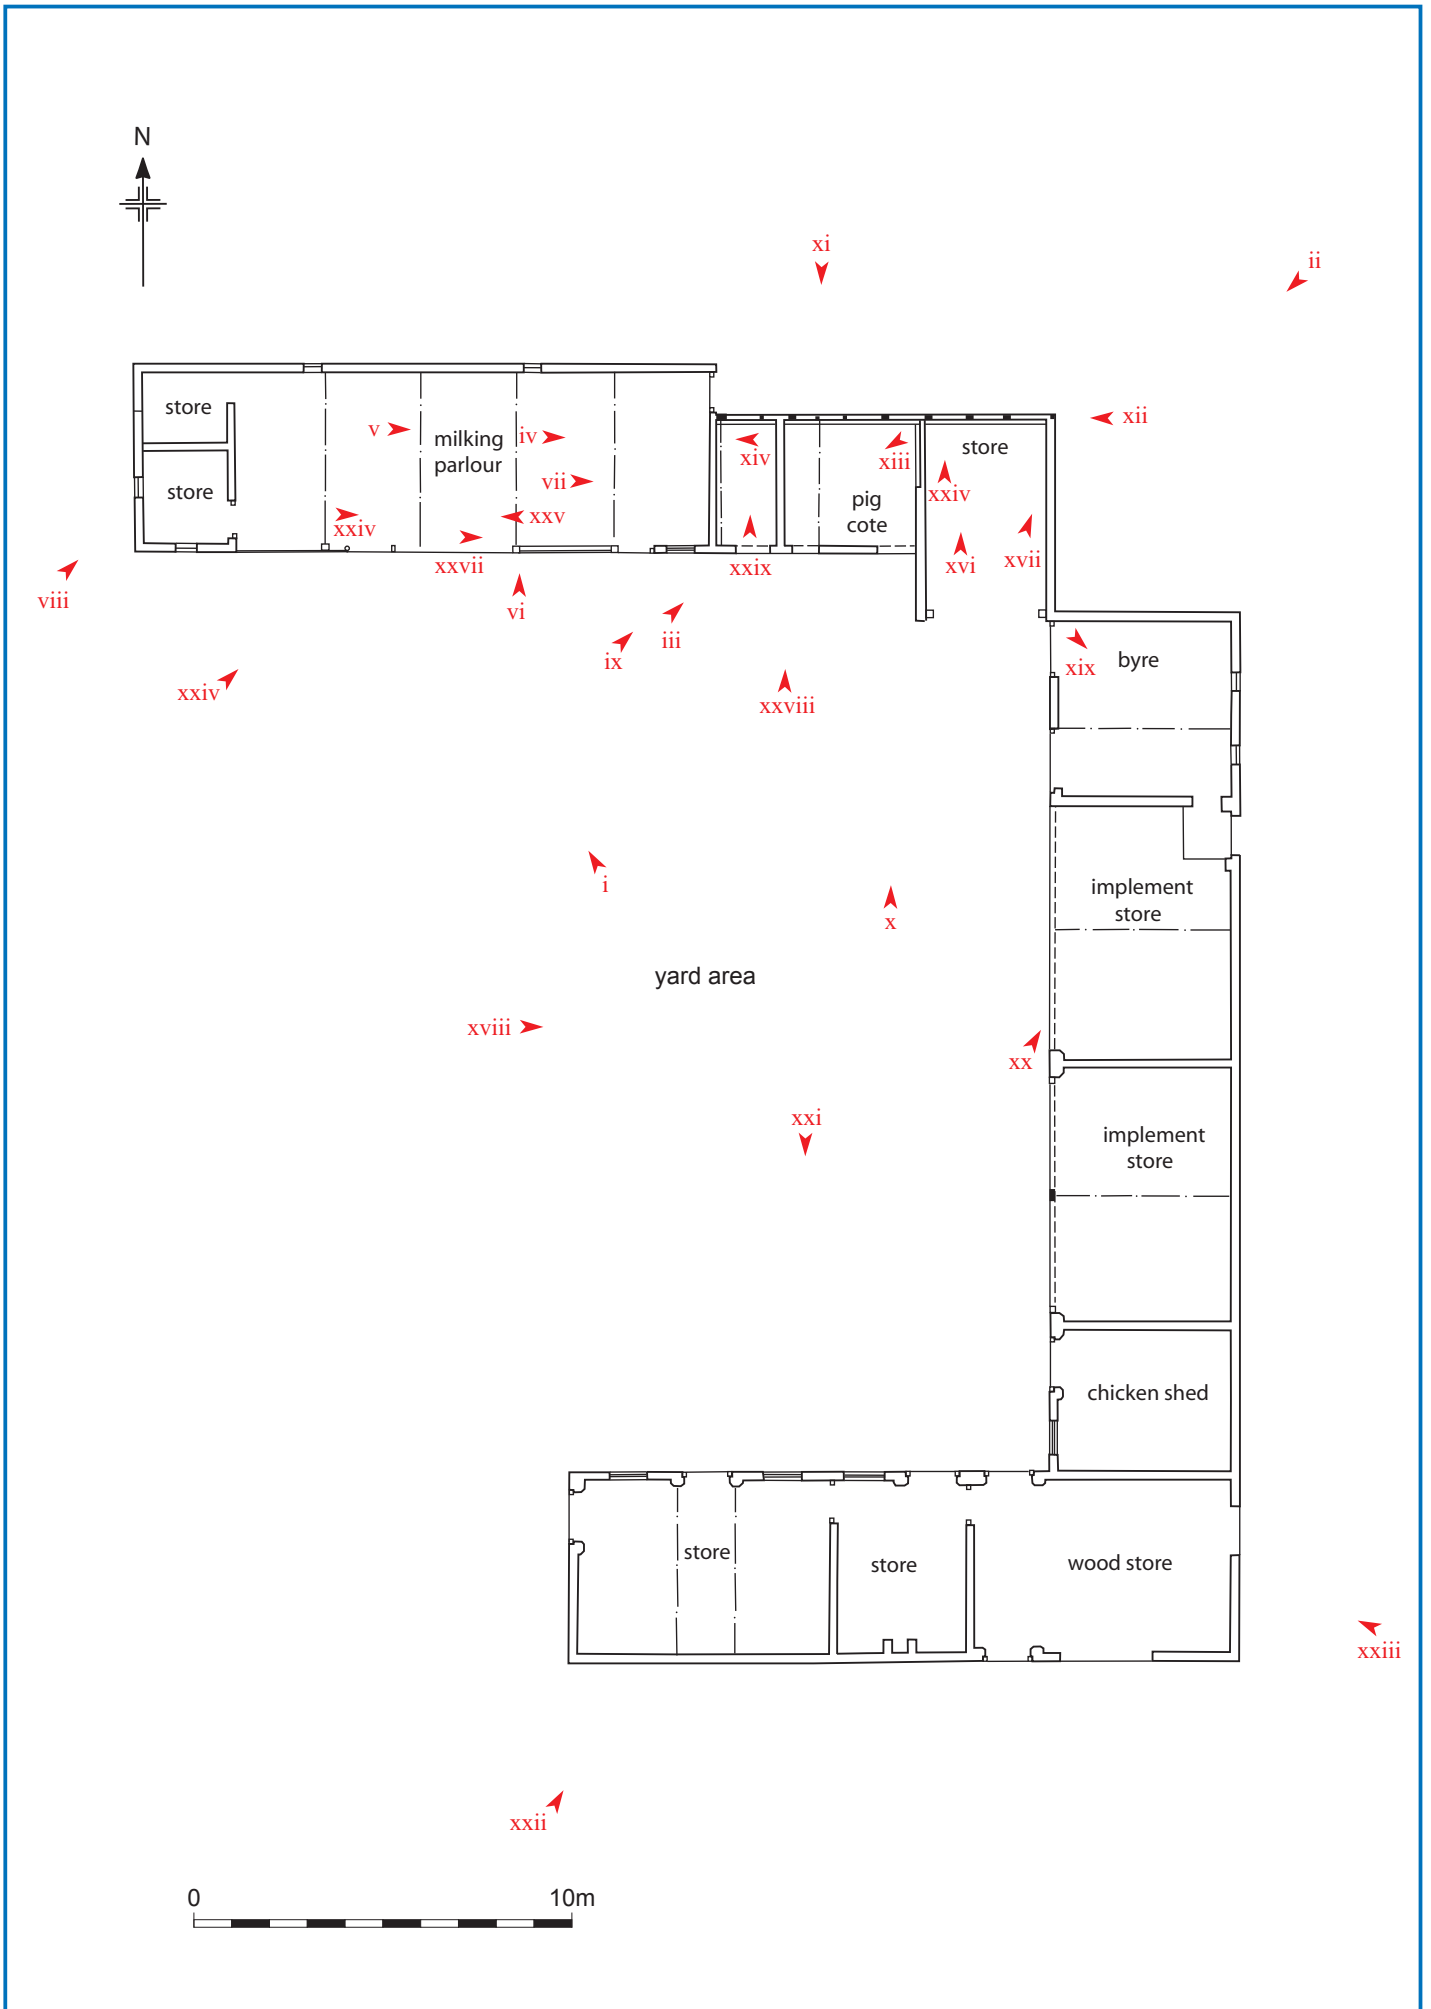 N
xi
ii
store
v
milking
parlour
iv
xii
xiv
xiii
store
vii
store
xxiv
pig
cote
xxiv
xxv
xxvii
xxix
xvi
xvii
viii
vi
iii
ix
byre
xix
xxiv
xxviii
i
implement
store
x
yard area
xviii
xx
xxi
implement
store
chicken shed
store
store
wood store
xxiii
xxii
0
10m